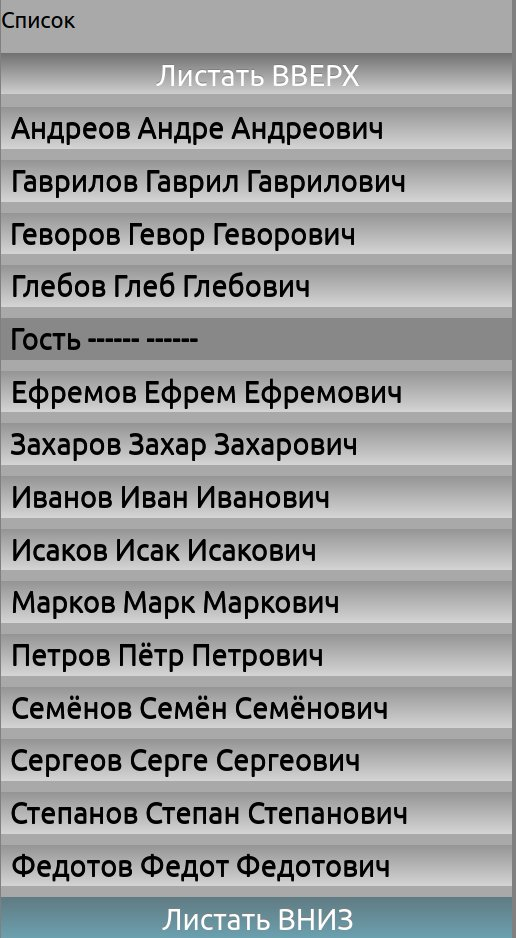 Список
Листать ВВЕРХ
Андреов Андре Андреович
Гаврилов Гаврил Гаврилович
Геворов Гевор Геворович
Глебов Глеб Глебович
Гость ------ ------
Ефремов Ефрем Ефремович
Захаров Захар Захарович
Иванов Иван Иванович
Исаков Исак Исакович
Марков Марк Маркович
Петров Пётр Петрович
Семёнов Семён Семёнович
Сергеов Серге Сергеович
Степанов Степан Степанович
Федотов Федот Федотович
Листать ВНИЗ